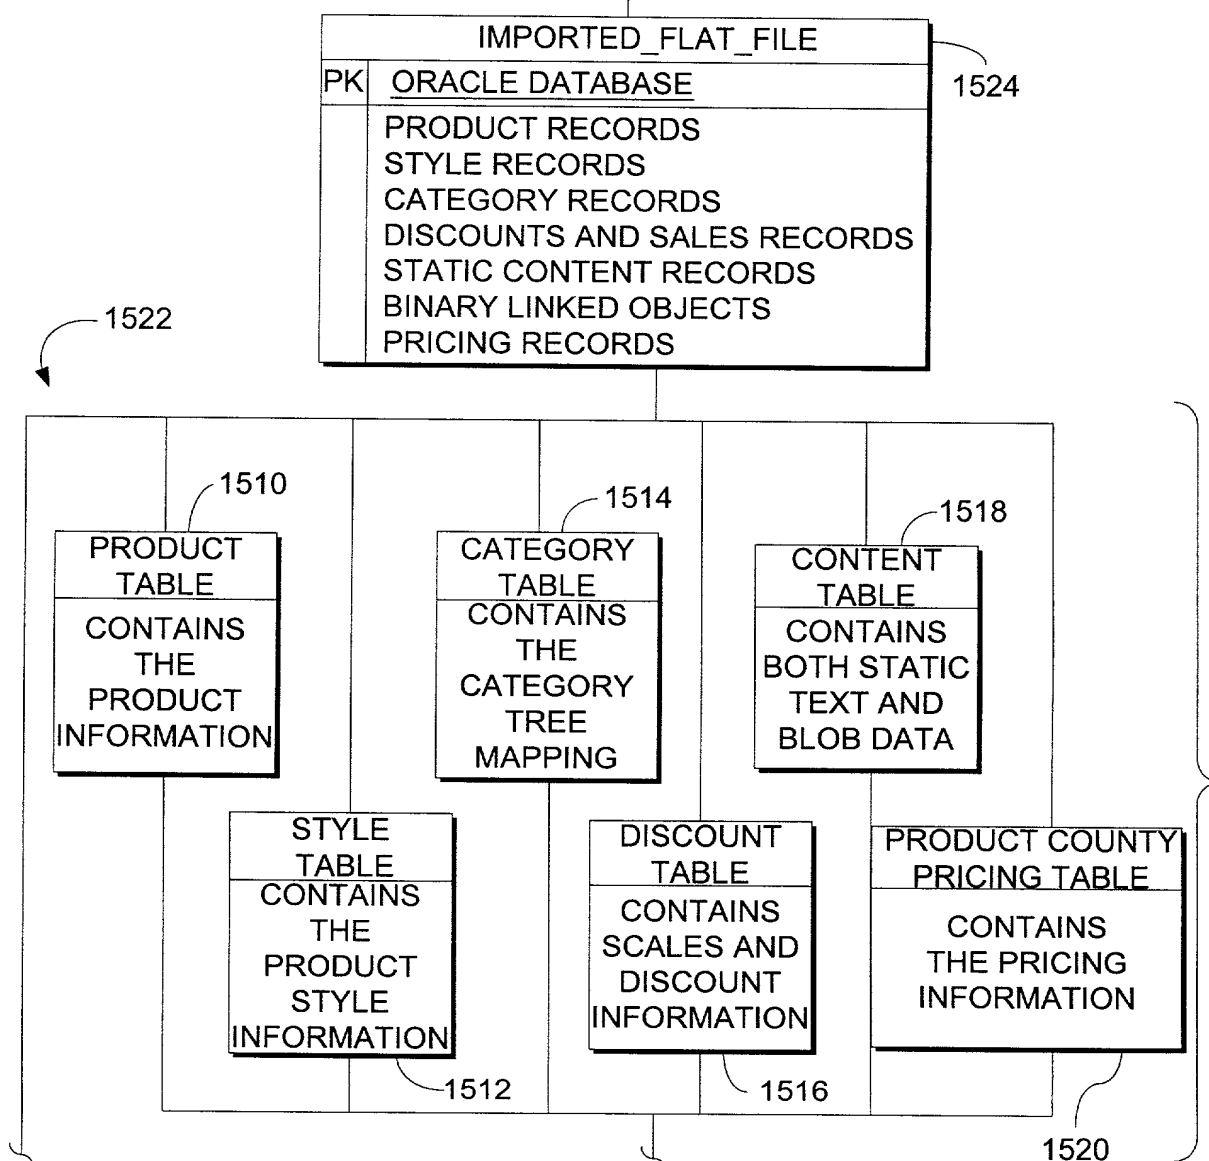 IMPORTED_FLAT_FILE
1524
PK ORACLE DATABASE
PRODUCT RECORDS
STYLE RECORDS
CATEGORY RECORDS
DISCOUNTS AND SALES RECORDS
STATIC CONTENT RECORDS
BINARY LINKED OBJECTS
PRICING RECORDS
1522
1510
PRODUCT
TABLE
CONTAINS
THE
PRODUCT
INFORMATION
1514
CATEGORY
TABLE
CONTAINS
THE
CATEGORY
TREE
MAPPING
1518
CONTENT
TABLE
CONTAINS
BOTH STATIC
TEXT AND
BLOB DATA
STYLE
TABLE
CONTAINS
THE
PRODUCT
STYLE
INFORMATION
1512
DISCOUNT
TABLE
CONTAINS
SCALES AND
DISCOUNT
INFORMATION
1516
PRODUCT COUNTY
PRICING TABLE
CONTAINS
THE PRICING
INFORMATION
1520